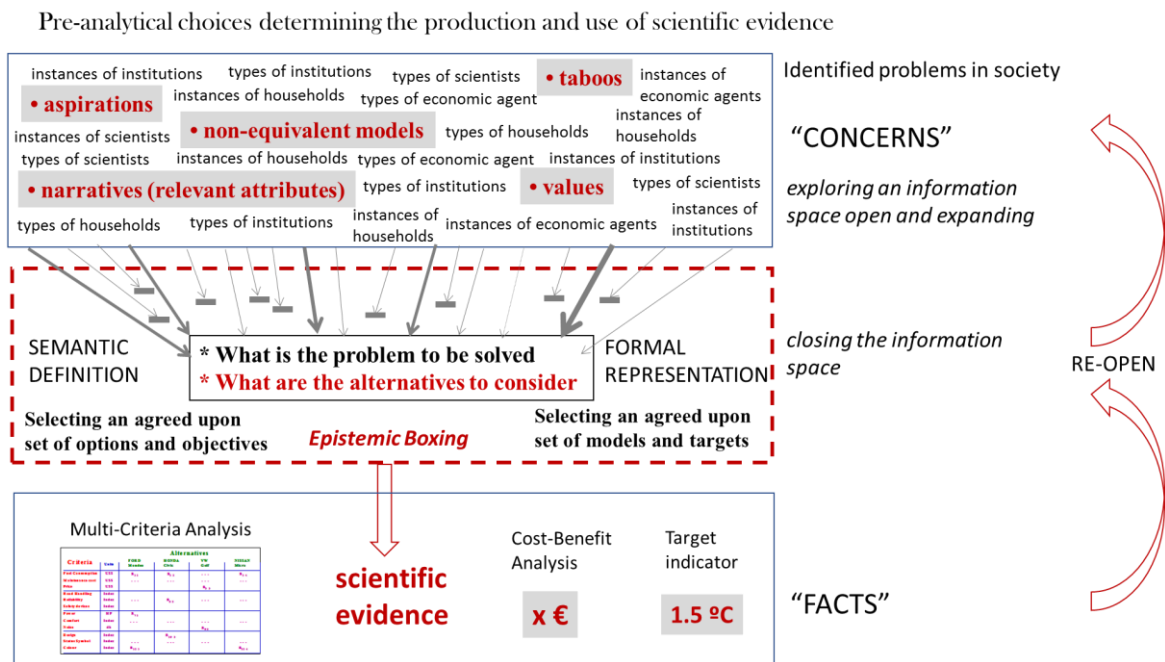 Pre-analytical choices determining the production and use of scientific evidence
instances of institutions
types of institutions
types of scientists
• taboos
instances of
economic agents
Identified problems in society
• aspirations
instances of households
types of economic agent
instances of scientists
• non-equivalent models
types of households
instances of
households
"CONCERNS"
types of scientists
instances of households
types of economic agent
instances of institutions
• narratives (relevant attributes)
types of institutions
• values
types of scientists
exploring an information
space open and expanding
types of households
types of institutions
instances of
households
instances of economic agents
instances of
institutions
SEMANTIC
DEFINITION
* What is the problem to be solved
* What are the alternatives to consider
FORMAL
REPRESENTATION
closing the information
space
RE-OPEN
Selecting an agreed upon
set of options and objectives
Epistemic Boxing
Selecting an agreed upon
set of models and targets
Multi-Criteria Analysis
Alternatives
Criteria
scientific
evidence
Cost-Benefit
Analysis
x €
Target
indicator
1.5 ºC
"FACTS"